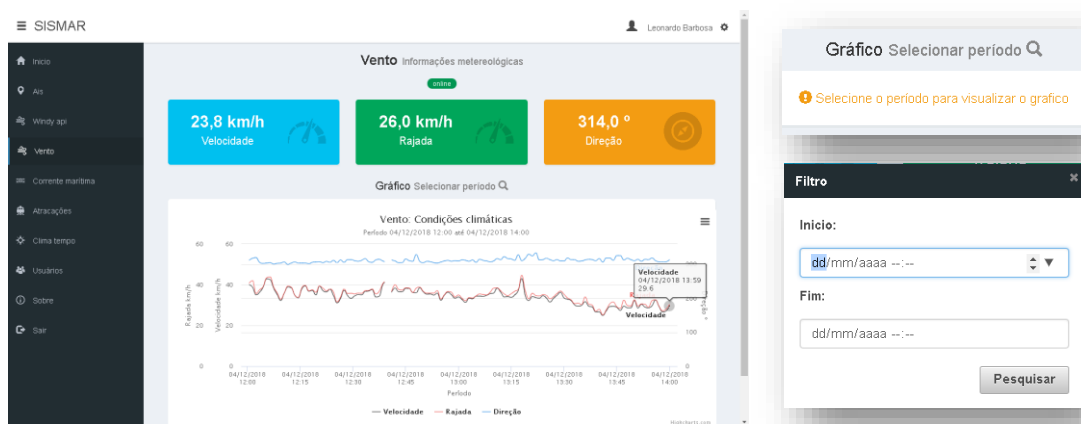 SISMAR
Leonardo Barbosa
Inicio
Ais
Windy api
Vento
Corrente marítima
Atracações
Clima tempo
Usuários
Sobre
Sair
Vento Informações metereológicas
online
23,8 km/h
Velocidade
26,0 km/h
Rajada
314,0 º
Direção
Gráfico Selecionar período
Vento: Condições climáticas
Período 04/12/2018 12:00 até 04/12/2018 14:00
60 60
40 40
20 20
0 0
Rajada km/h
Velocidade km/h
200
100
0
Velocidade
04/12/2018 13:59
29.6
Velocidade
04/12/2018 12:00
04/12/2018 12:15
04/12/2018 12:30
04/12/2018 12:45
04/12/2018 13:00
04/12/2018 13:15
04/12/2018 13:30
04/12/2018 13:45
04/12/2018 14:00
Período
Velocidade Rajada Direção
Highcharts.com
Gráfico Selecionar período
Selecione o período para visualizar o grafico
Filtro
×
Inicio:
dd/mm/aaaa --:--
Fim:
dd/mm/aaaa --:--
Pesquisar